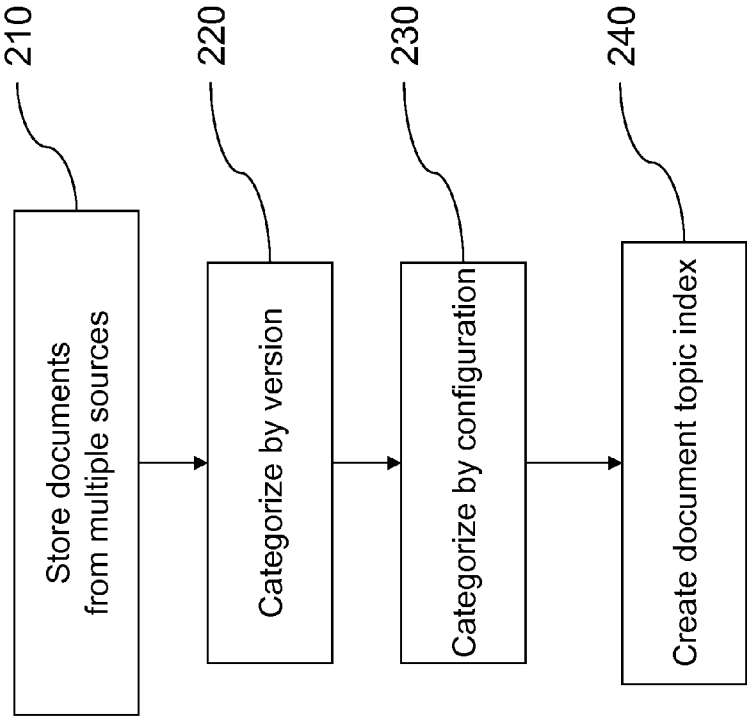 210
Store documents
from multiple sources
220
Categorize by version
230
Categorize by configuration
240
Create document topic index